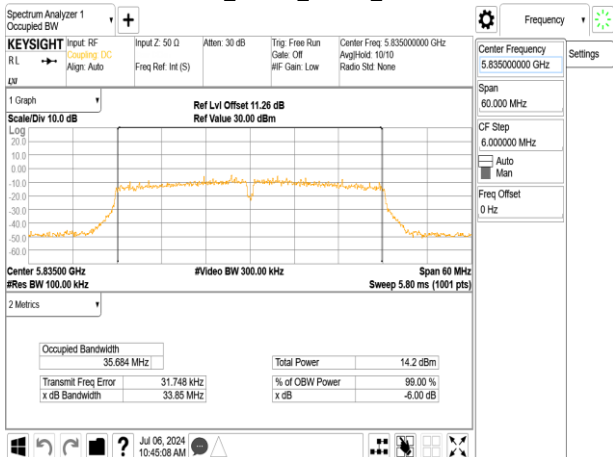 Spectrum Analyzer 1
Occupied BW
Frequency
KEYSIGHT Input: RF Input Z: 50 Ω Atten: 30 dB Trig: Free Run Center Freq: 5.835000000 GHz
RL Coupling: DC Gate: Off Avg|Hold: 10/10
Align: Auto Freq Ref: Int (S) #IF Gain: Low Radio Std: None
LXI
Center Frequency
5.835000000 GHz
Settings
Span
60.000 MHz
CF Step
6.000000 MHz
Auto
Man
Freq Offset
0 Hz
1 Graph
Ref Lvl Offset 11.26 dB
Scale/Div 10.0 dB Ref Value 30.00 dBm
Log
20.0
10.0
0.00
-10.0
-20.0
-30.0
-40.0
-50.0
-60.0
Center 5.83500 GHz #Video BW 300.00 kHz Span 60 MHz
#Res BW 100.00 kHz Sweep 5.80 ms (1001 pts)
2 Metrics
Occupied Bandwidth
35.684 MHz
Total Power 14.2 dBm
Transmit Freq Error 31.748 kHz % of OBW Power 99.00 %
x dB Bandwidth 33.85 MHz x dB -6.00 dB
Jul 06, 2024
10:45:08 AM